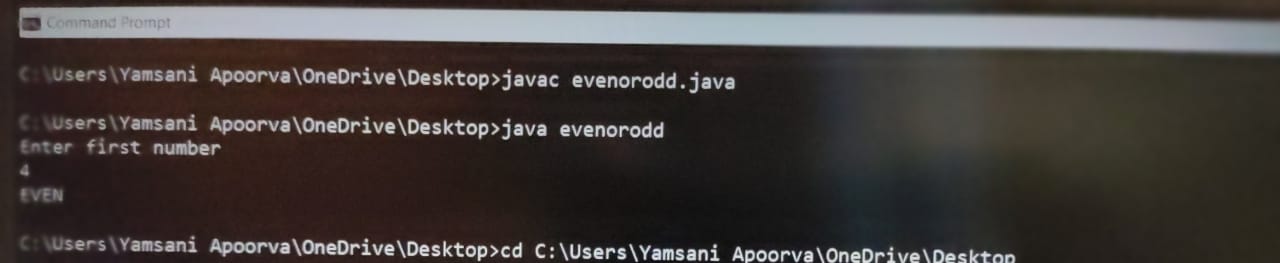 Command Prompt
C:\Users\Yamsani Apoorva\OneDrive\Desktop>javac evenorodd.java
C:\Users\Yamsani Apoorva\OneDrive\Desktop>java evenorodd
Enter first number
4
EVEN
C:\Users\Yamsani Apoorva\OneDrive\Desktop>cd C:\Users\Yamsani Apoorva\OneDrive\Desktop